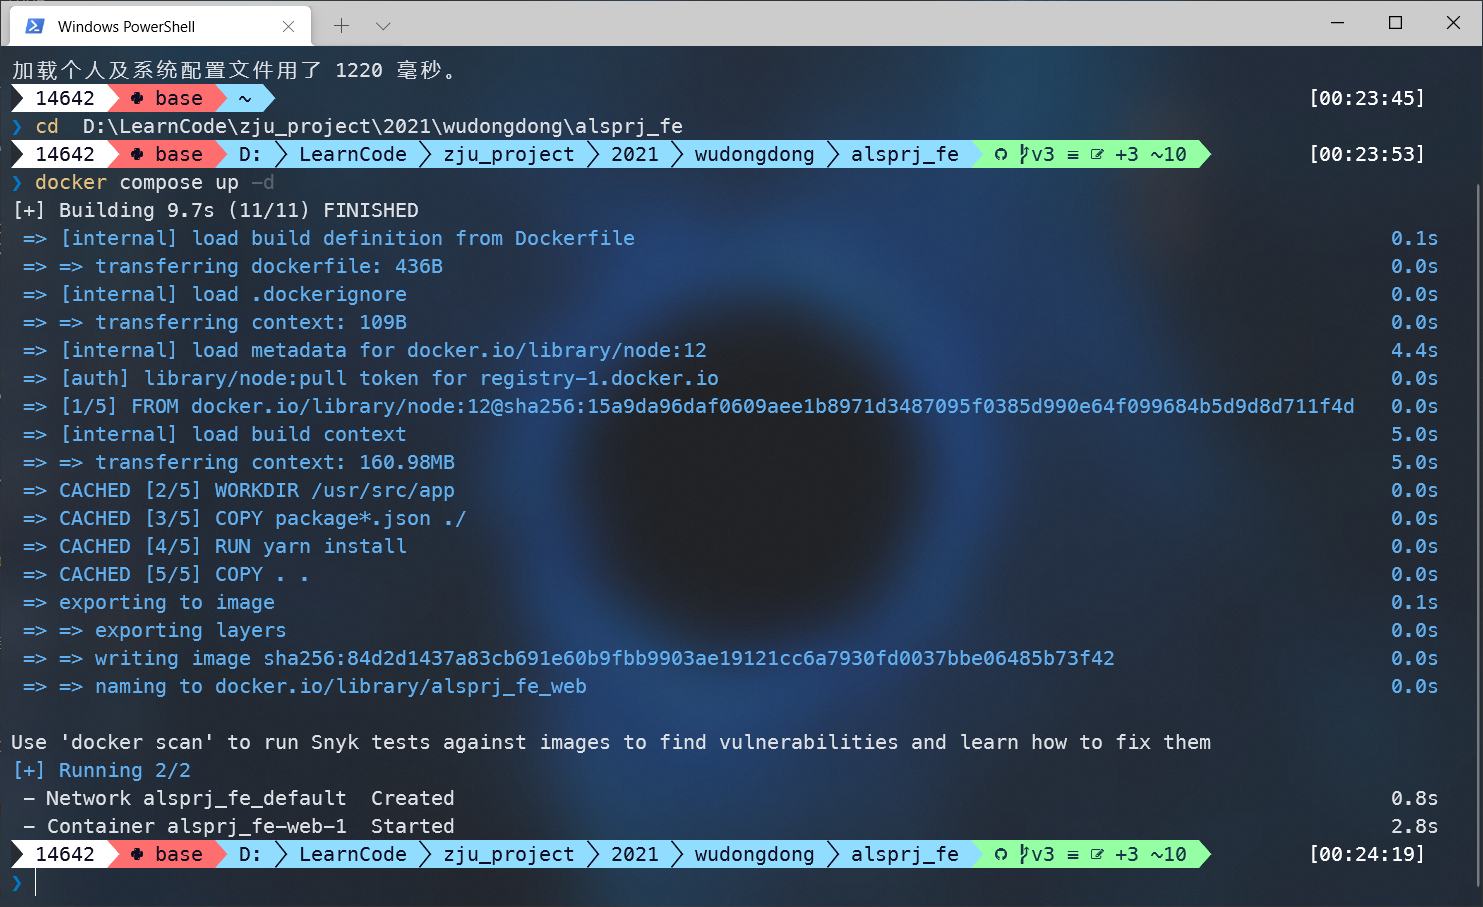 Windows PowerShell
加载个人及系统配置文件用了 1220 毫秒。
14642 base ~ [00:23:45]
❯ cd D:\LearnCode\zju_project\2021\wudongdong\alsprj_fe
14642 base D: LearnCode zju_project 2021 wudongdong alsprj_fe v3 ≡ +3 ~10 [00:23:53]
❯ docker compose up -d
[+] Building 9.7s (11/11) FINISHED
=> [internal] load build definition from Dockerfile 0.1s
=> => transferring dockerfile: 436B 0.0s
=> [internal] load .dockerignore 0.0s
=> => transferring context: 109B 0.0s
=> [internal] load metadata for docker.io/library/node:12 4.4s
=> [auth] library/node:pull token for registry-1.docker.io 0.0s
=> [1/5] FROM docker.io/library/node:12@sha256:15a9da96daf0609aee1b8971d3487095f0385d990e64f099684b5d9d8d711f4d 0.0s
=> [internal] load build context 5.0s
=> => transferring context: 160.98MB 5.0s
=> CACHED [2/5] WORKDIR /usr/src/app 0.0s
=> CACHED [3/5] COPY package*.json ./ 0.0s
=> CACHED [4/5] RUN yarn install 0.0s
=> CACHED [5/5] COPY . . 0.0s
=> exporting to image 0.1s
=> => exporting layers 0.0s
=> => writing image sha256:84d2d1437a83cb691e60b9fbb9903ae19121cc6a7930fd0037bbe06485b73f42 0.0s
=> => naming to docker.io/library/alsprj_fe_web 0.0s
Use 'docker scan' to run Snyk tests against images to find vulnerabilities and learn how to fix them
[+] Running 2/2
- Network alsprj_fe_default Created 0.8s
- Container alsprj_fe-web-1 Started 2.8s
14642 base D: LearnCode zju_project 2021 wudongdong alsprj_fe v3 ≡ +3 ~10 [00:24:19]
❯